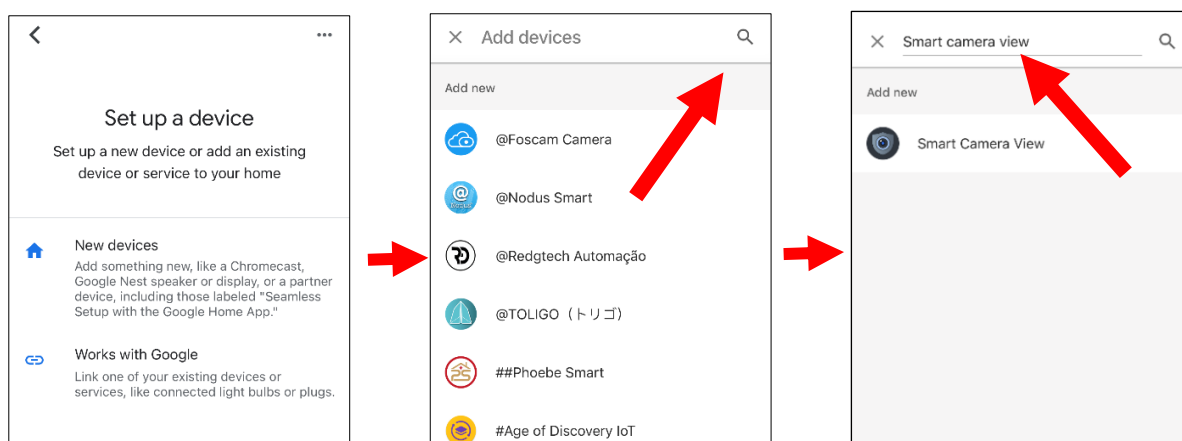 Set up a device
Set up a new device or add an existing
device or service to your home
New devices
Add something new, like a Chromecast,
Google Nest speaker or display, or a partner
device, including those labeled "Seamless
Setup with the Google Home App."
Works with Google
Link one of your existing devices or
services, like connected light bulbs or plugs.
Add devices
Add new
@Foscam Camera
@Nodus Smart
@Redgtech Automação
@TOLIGO（トリゴ）
##Phoebe Smart
#Age of Discovery IoT
Smart camera view
Add new
Smart Camera View